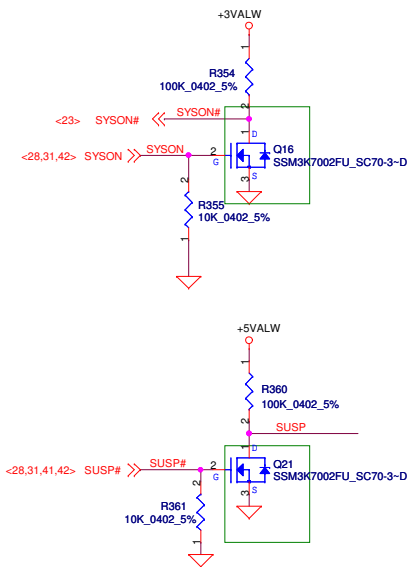 +3VALW
1
R354
100K_0402_5%
2
<23> SYSON# SYSON#
1
D
<28,31,42> SYSON SYSON 2 G
Q16
SSM3K7002FU_SC70-3~D
3
S
2
R355
10K_0402_5%
1
+5VALW
1
R360
100K_0402_5%
2
SUSP
1
D
<28,31,41,42> SUSP# SUSP# 2 G
Q21
SSM3K7002FU_SC70-3~D
3
S
2
R361
10K_0402_5%
1